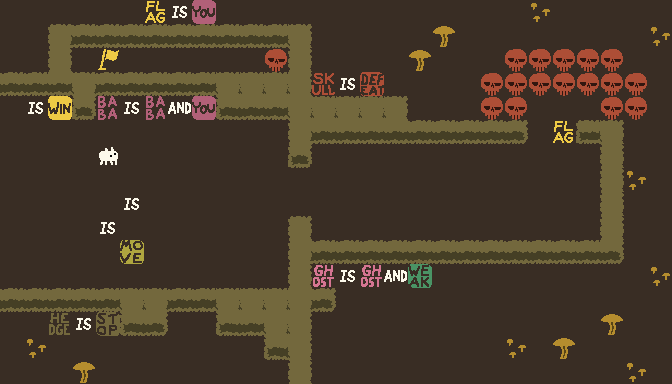 FLAG IS YOU
SKULL IS DEFEAT
IS WIN BABA IS BABA AND YOU
FLAG
IS
IS
MOVE
GHOST IS GHOST AND WEAK
HEDGE IS STOP